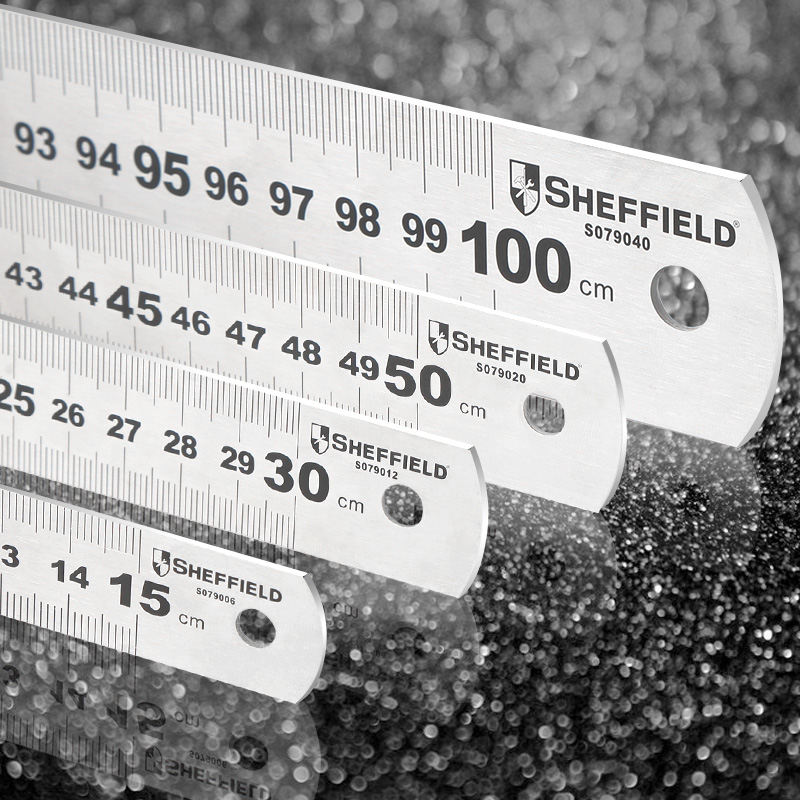 93 94 95 96 97 98 99 100 cm
SHEFFIELD®
S079040
43 44 45 46 47 48 49 50 cm
SHEFFIELD
S079020
25 26 27 28 29 30 cm
SHEFFIELD
S079012
3 14 15 cm
SHEFFIELD
S079006